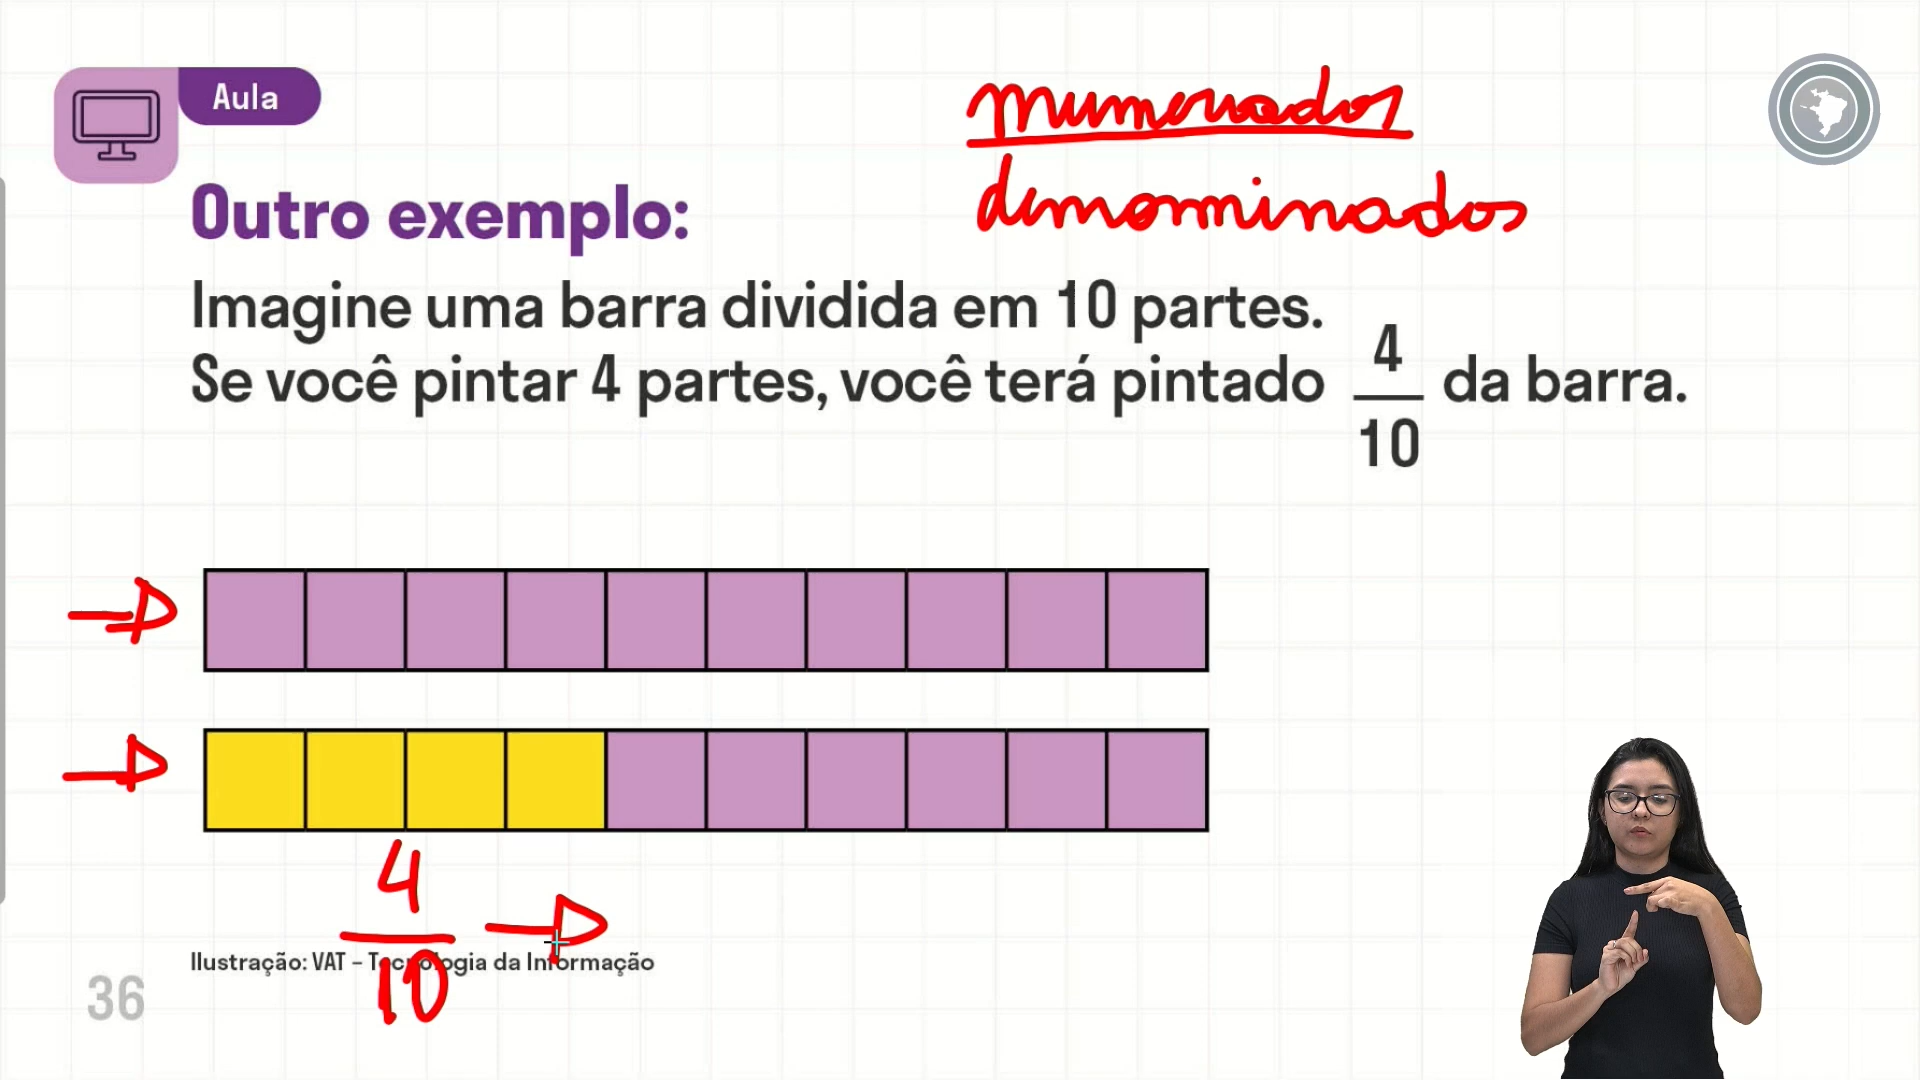 Aula
numerador
denominador
Outro exemplo:
Imagine uma barra dividida em 10 partes.
Se você pintar 4 partes, você terá pintado 4/10 da barra.
4
10
Ilustração: VAT – Tecnologia da Informação
36